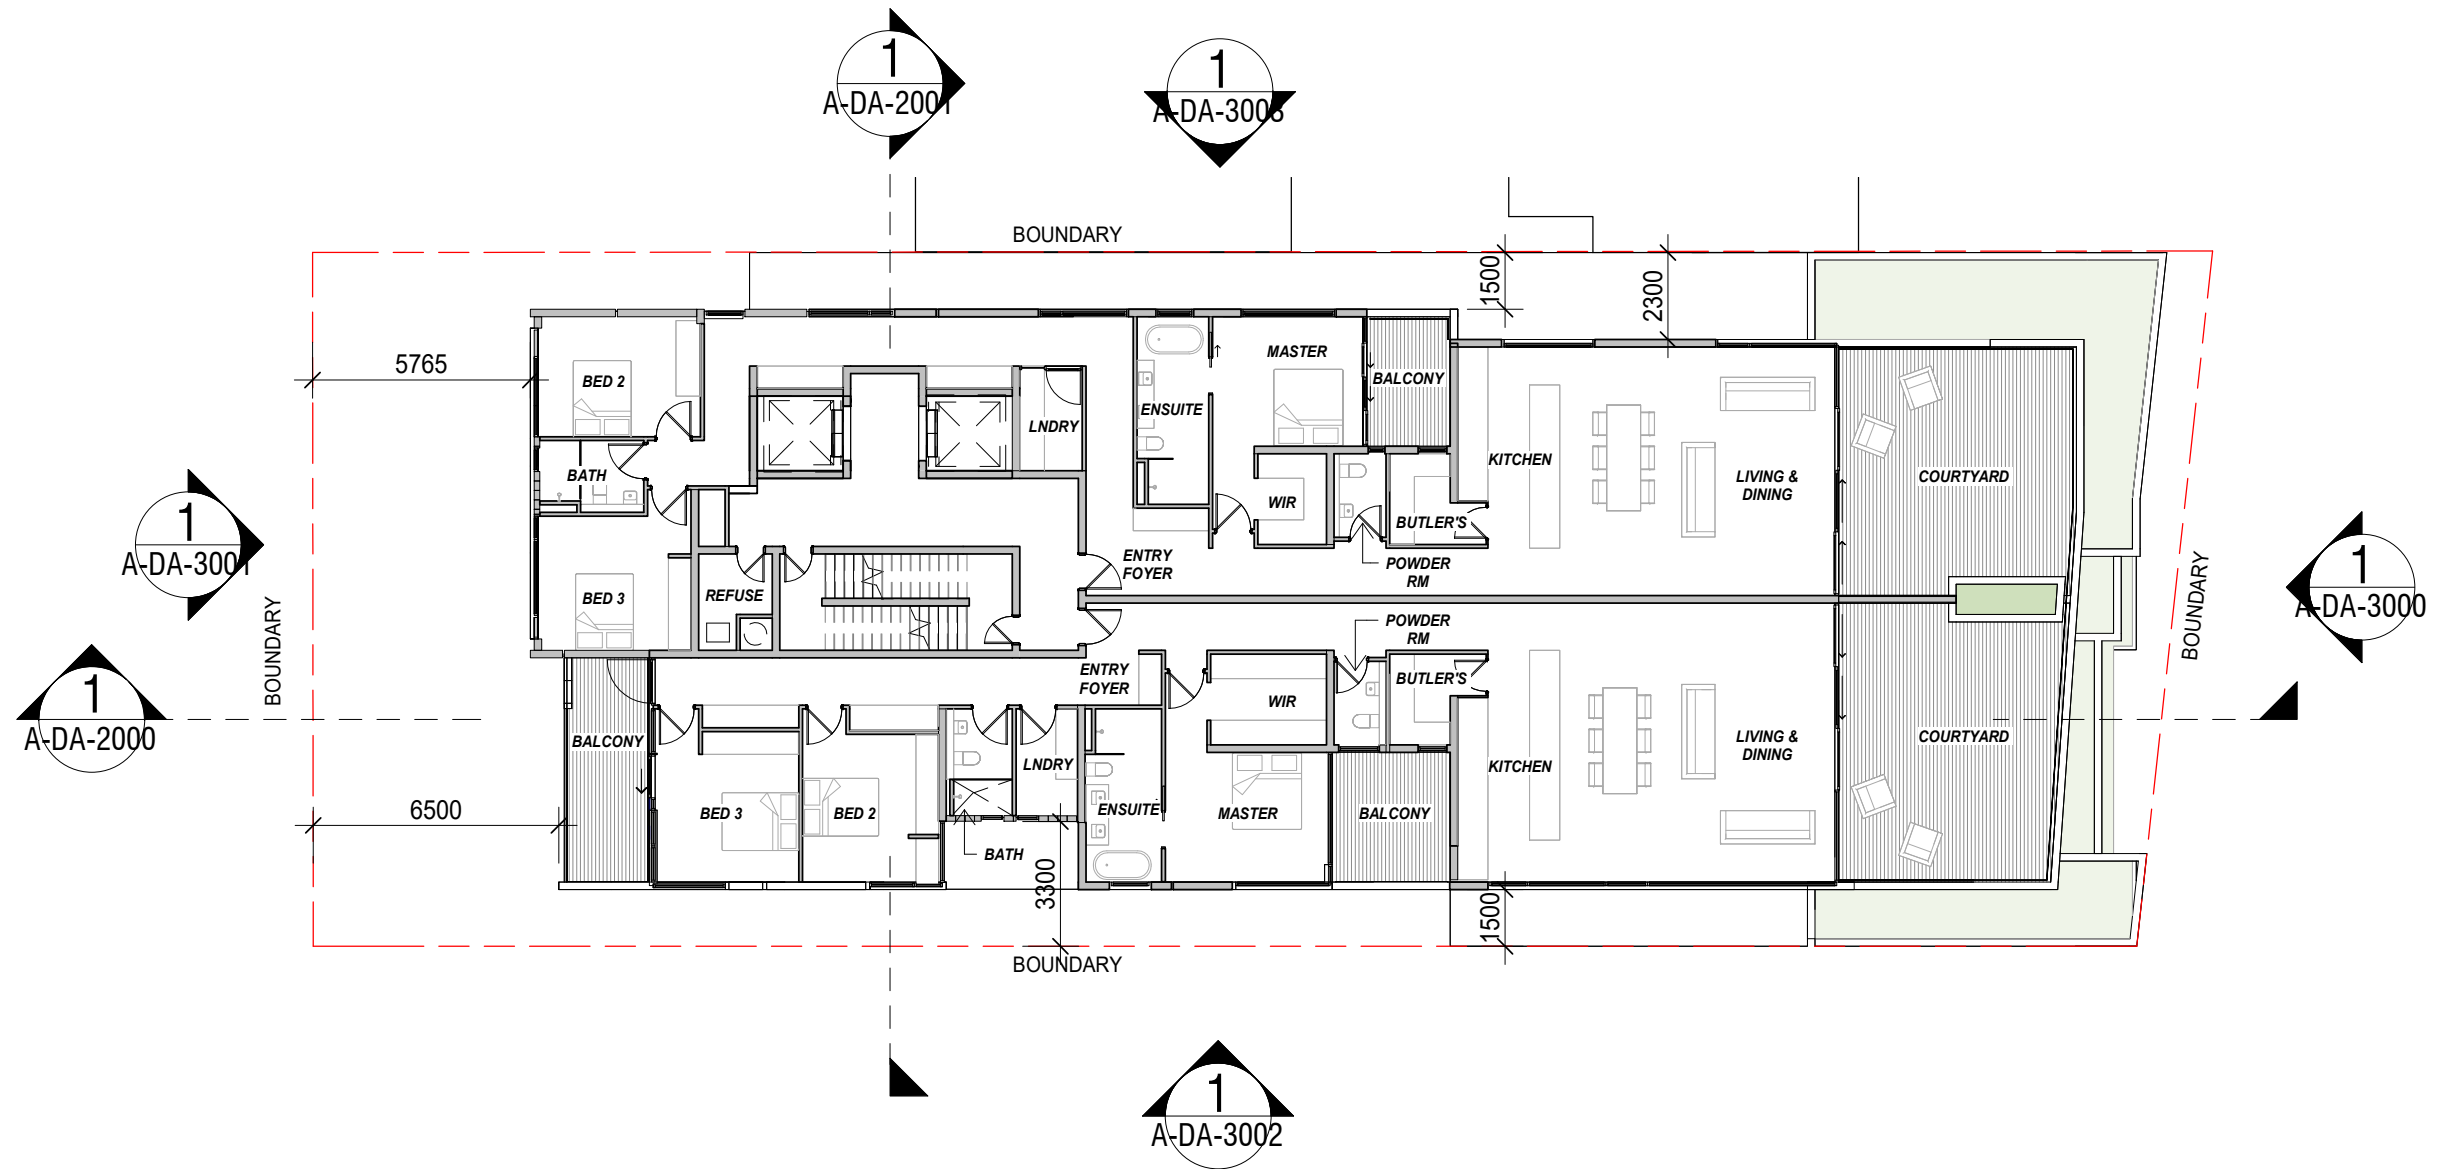 1
A-DA-2001
1
A-DA-3003
BOUNDARY
1500
2300
5765
BED 2
MASTER
BALCONY
ENSUITE
LNDRY
KITCHEN
BATH
LIVING &
DINING
COURTYARD
WIR
BUTLER'S
1
A-DA-3001
ENTRY
FOYER
POWDER
RM
REFUSE
BED 3
BOUNDARY
BOUNDARY
1
A-DA-3000
POWDER
RM
ENTRY
FOYER
BUTLER'S
WIR
1
A-DA-2000
BALCONY
LIVING &
DINING
COURTYARD
LNDRY
KITCHEN
6500
BED 3
BED 2
ENSUITE
MASTER
BALCONY
BATH
3300
1500
BOUNDARY
1
A-DA-3002